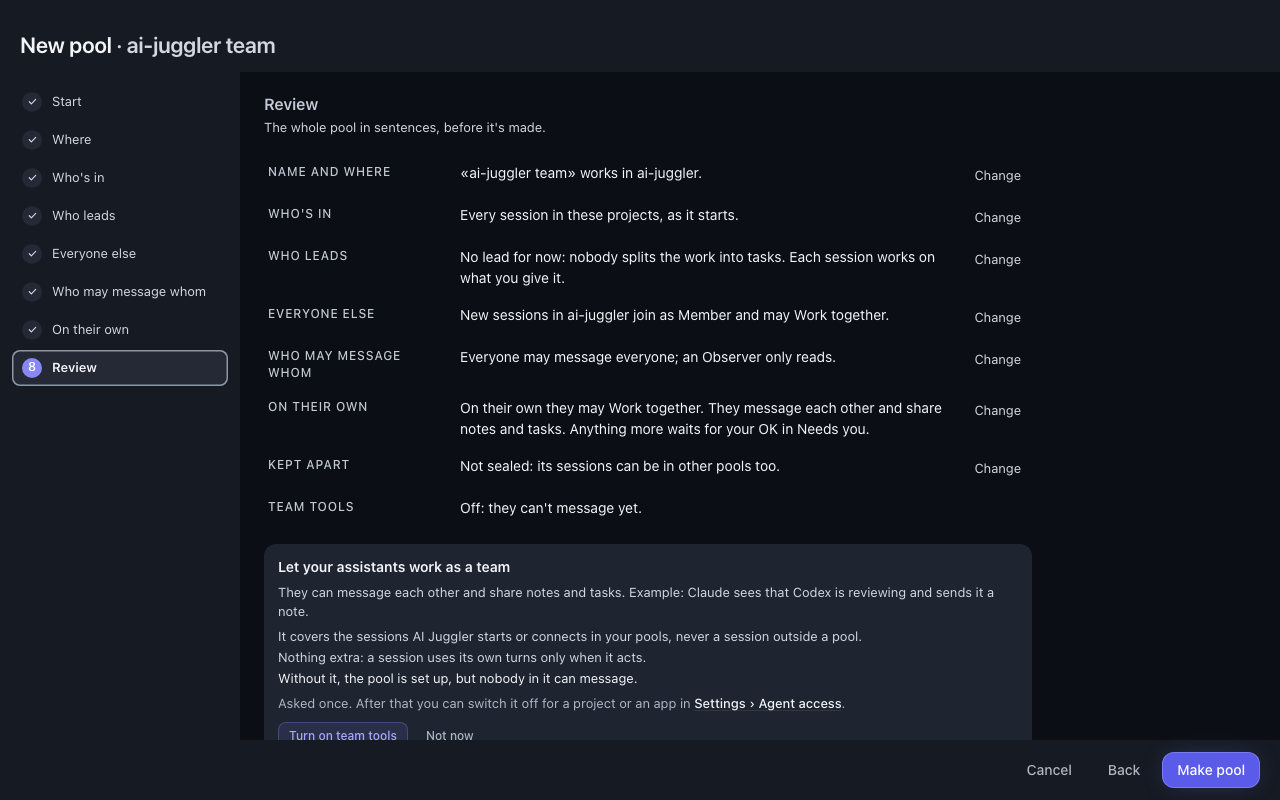 New pool · ai-juggler team
Start
Where
Who's in
Who leads
Everyone else
Who may message whom
On their own
8 Review
Review
The whole pool in sentences, before it's made.
NAME AND WHERE
«ai-juggler team» works in ai-juggler.
Change
WHO'S IN
Every session in these projects, as it starts.
Change
WHO LEADS
No lead for now: nobody splits the work into tasks. Each session works on
what you give it.
Change
EVERYONE ELSE
New sessions in ai-juggler join as Member and may Work together.
Change
WHO MAY MESSAGE
WHOM
Everyone may message everyone; an Observer only reads.
Change
ON THEIR OWN
On their own they may Work together. They message each other and share
notes and tasks. Anything more waits for your OK in Needs you.
Change
KEPT APART
Not sealed: its sessions can be in other pools too.
Change
TEAM TOOLS
Off: they can't message yet.
Let your assistants work as a team
They can message each other and share notes and tasks. Example: Claude sees that Codex is reviewing and sends it a
note.
It covers the sessions AI Juggler starts or connects in your pools, never a session outside a pool.
Nothing extra: a session uses its own turns only when it acts.
Without it, the pool is set up, but nobody in it can message.
Asked once. After that you can switch it off for a project or an app in Settings › Agent access.
Turn on team tools
Not now
Cancel
Back
Make pool